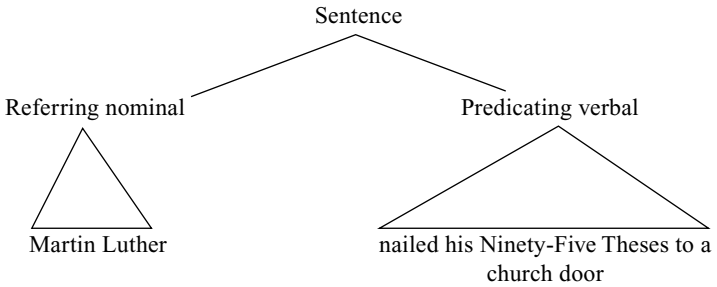 Sentence
Referring nominal
Predicating verbal
Martin Luther
nailed his Ninety-Five Theses to a
church door